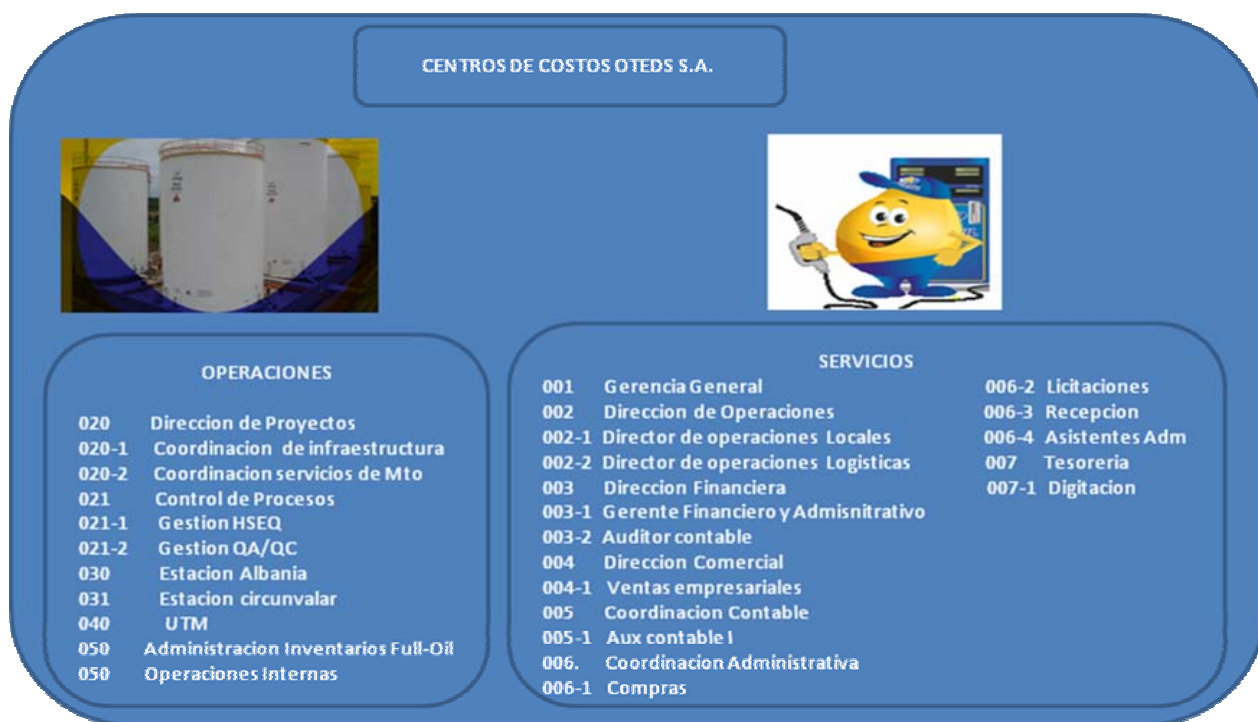 CENTROS DE COSTOS OTEDS S.A.
OPERACIONES
020 Direccion de Proyectos
020-1 Coordinacion de infraestructura
020-2 Coordinacion servicios de Mto
021 Control de Procesos
021-1 Gestion HSEQ
021-2 Gestion QA/QC
030 Estacion Albania
031 Estacion circunvalar
040 UTM
050 Administracion Inventarios Full-Oil
050 Operaciones Internas
SERVICIOS
001 Gerencia General
002 Direccion de Operaciones
002-1 Director de operaciones Locales
002-2 Director de operaciones Logisticas
003 Direccion Financiera
003-1 Gerente Financiero y Admisnitrativo
003-2 Auditor contable
004 Direccion Comercial
004-1 Ventas empresariales
005 Coordinacion Contable
005-1 Aux contable I
006. Coordinacion Administrativa
006-1 Compras
006-2 Licitaciones
006-3 Recepcion
006-4 Asistentes Adm
007 Tesoreria
007-1 Digitacion